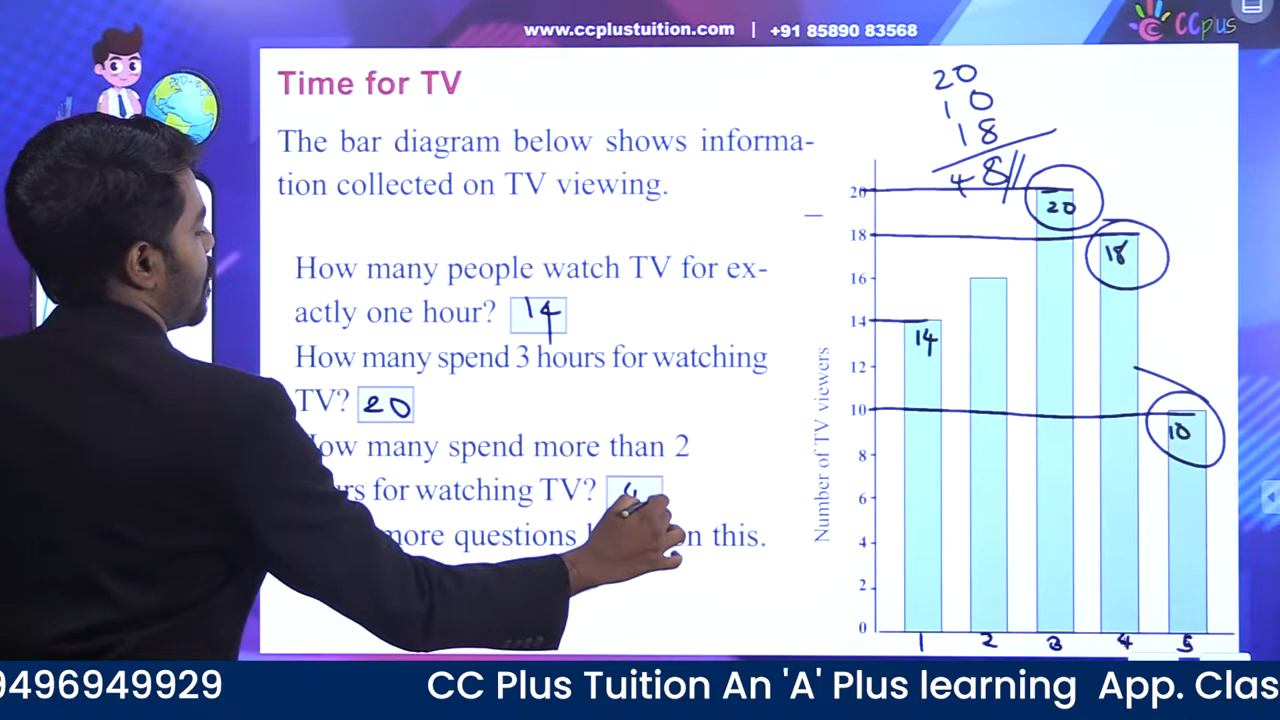 www.ccplustuition.com | +91 85890 83568
CCpus
Time for TV
The bar diagram below shows informa-
tion collected on TV viewing.
How many people watch TV for ex-
actly one hour? 14
How many spend 3 hours for watching
TV? 20
ow many spend more than 2
rs for watching TV? 4
more questions n this.
20
10
18
48
20
18
16
14
12
10
8
6
4
2
0
Number of TV viewers
14
20
18
10
1 2 3 4 5
9496946929
CC Plus Tuition An 'A' Plus learning App. Clas